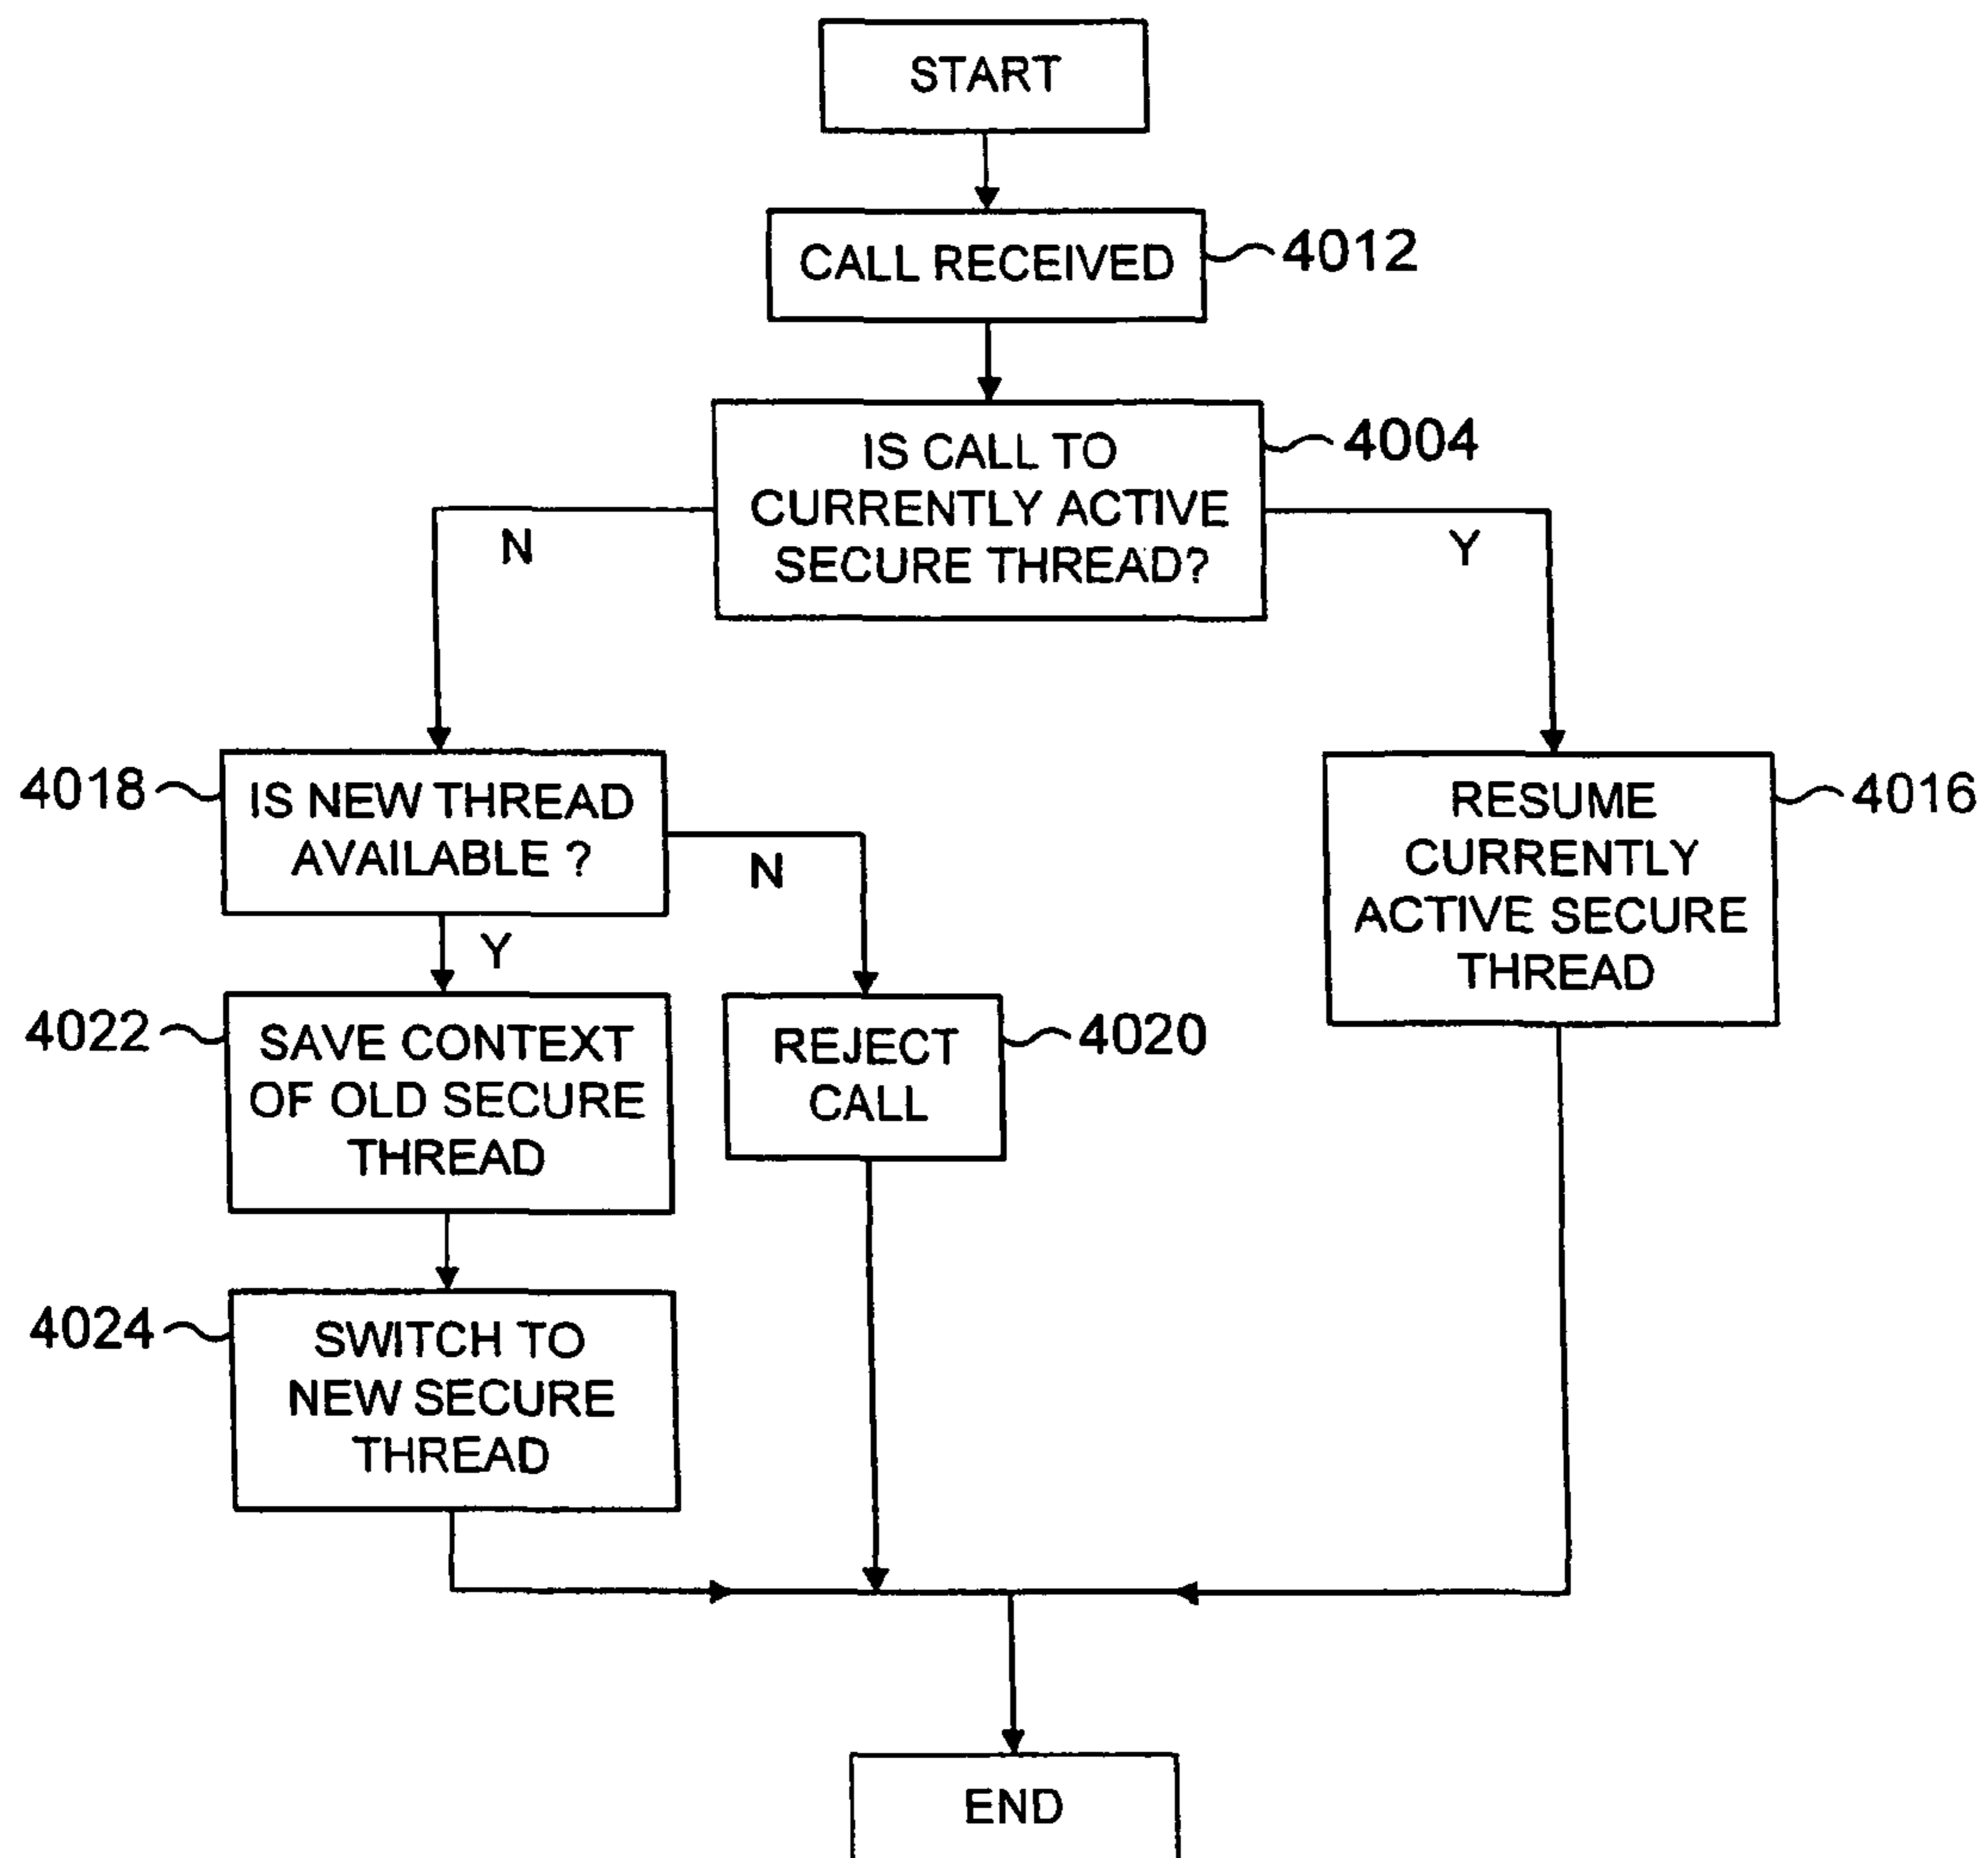 START
CALL RECEIVED
4012
IS CALL TO
CURRENTLY ACTIVE
SECURE THREAD?
4004
N
Y
4018
IS NEW THREAD
AVAILABLE ?
N
Y
RESUME
CURRENTLY
ACTIVE SECURE
THREAD
4016
4022
SAVE CONTEXT
OF OLD SECURE
THREAD
REJECT
CALL
4020
4024
SWITCH TO
NEW SECURE
THREAD
END